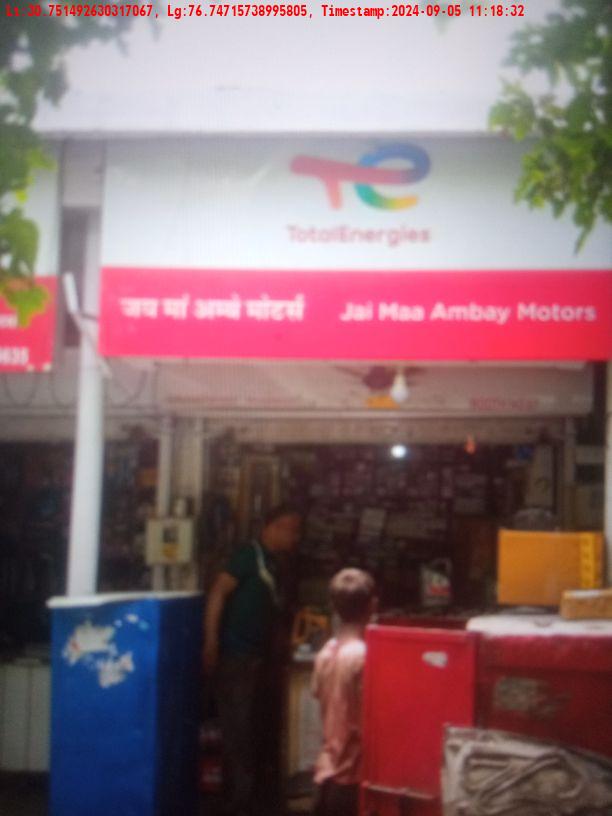 Lt:30.751492630317067, Lg:76.74715738995805, Timestamp:2024-09-05 11:18:32
TotalEnergies
जय मां अम्बे मोटर्स Jai Maa Ambay Motors